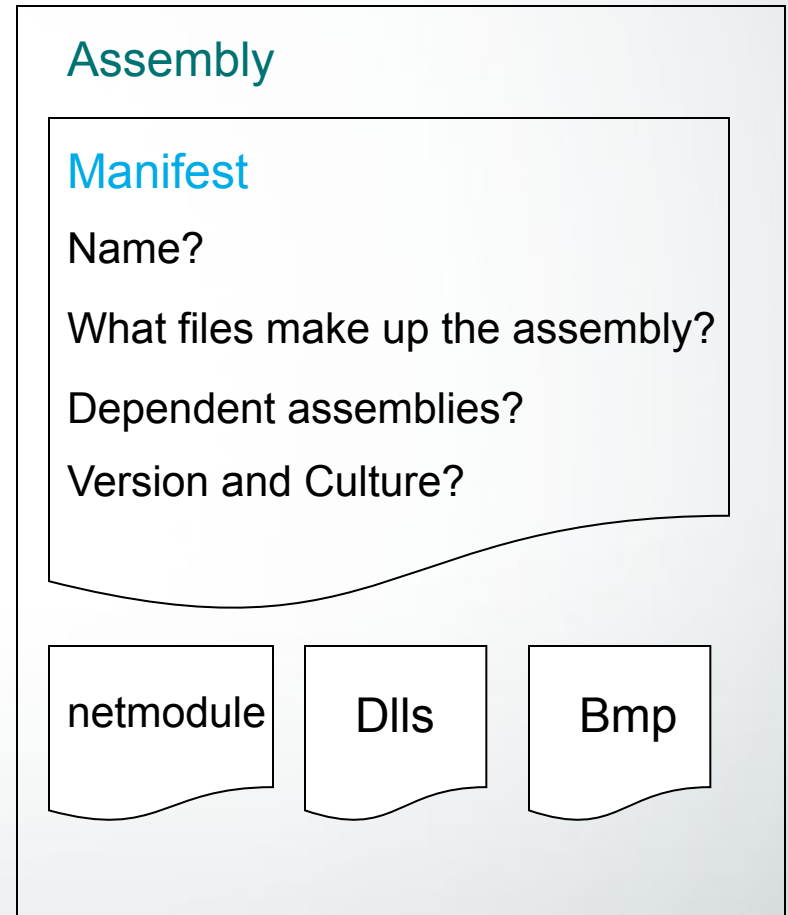 Assembly
Manifest
Name?
What files make up the assembly?
Dependent assemblies?
Version and Culture?
netmodule
Dlls
Bmp